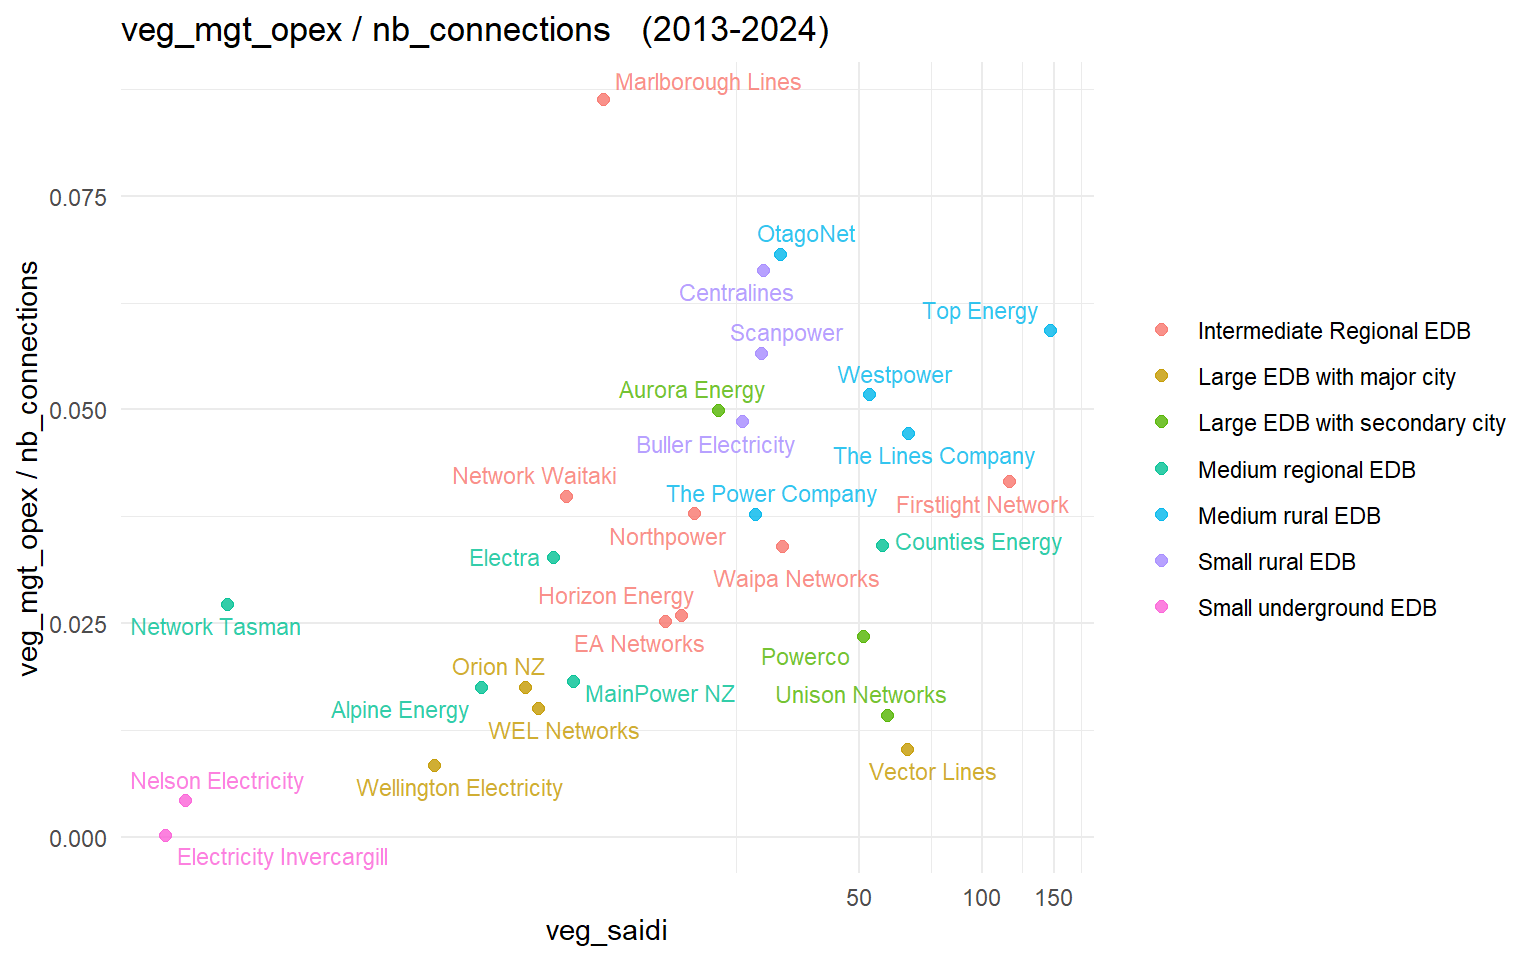 veg_mgt_opex / nb_connections (2013-2024)
Marlborough Lines
0.075
OtagoNet
Centralines
Top Energy
Scanpower
Westpower
Aurora Energy
0.050
Buller Electricity
The Lines Company
Network Waitaki
The Power Company
Firstlight Network
Northpower
Counties Energy
Electra
Waipa Networks
Horizon Energy
0.025
Network Tasman
EA Networks
Powerco
Orion NZ
MainPower NZ
Unison Networks
Alpine Energy
WEL Networks
Vector Lines
Nelson Electricity
Wellington Electricity
0.000
Electricity Invercargill
50
100
150
veg_saidi
veg_mgt_opex / nb_connections
Intermediate Regional EDB
Large EDB with major city
Large EDB with secondary city
Medium regional EDB
Medium rural EDB
Small rural EDB
Small underground EDB